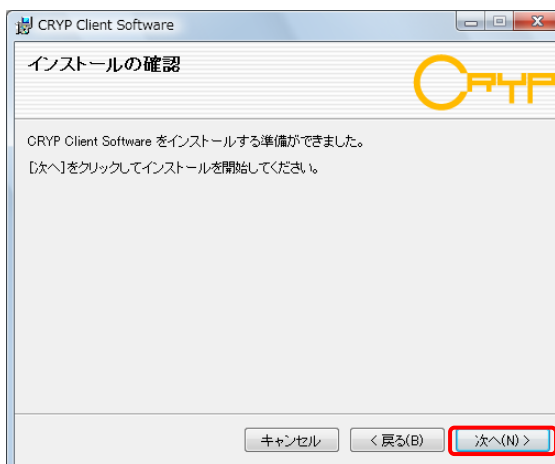 CRYP Client Software
インストールの確認
CRYP
CRYP Client Software をインストールする準備ができました。
[次へ]をクリックしてインストールを開始してください。
キャンセル
< 戻る(B)
次へ(N) >